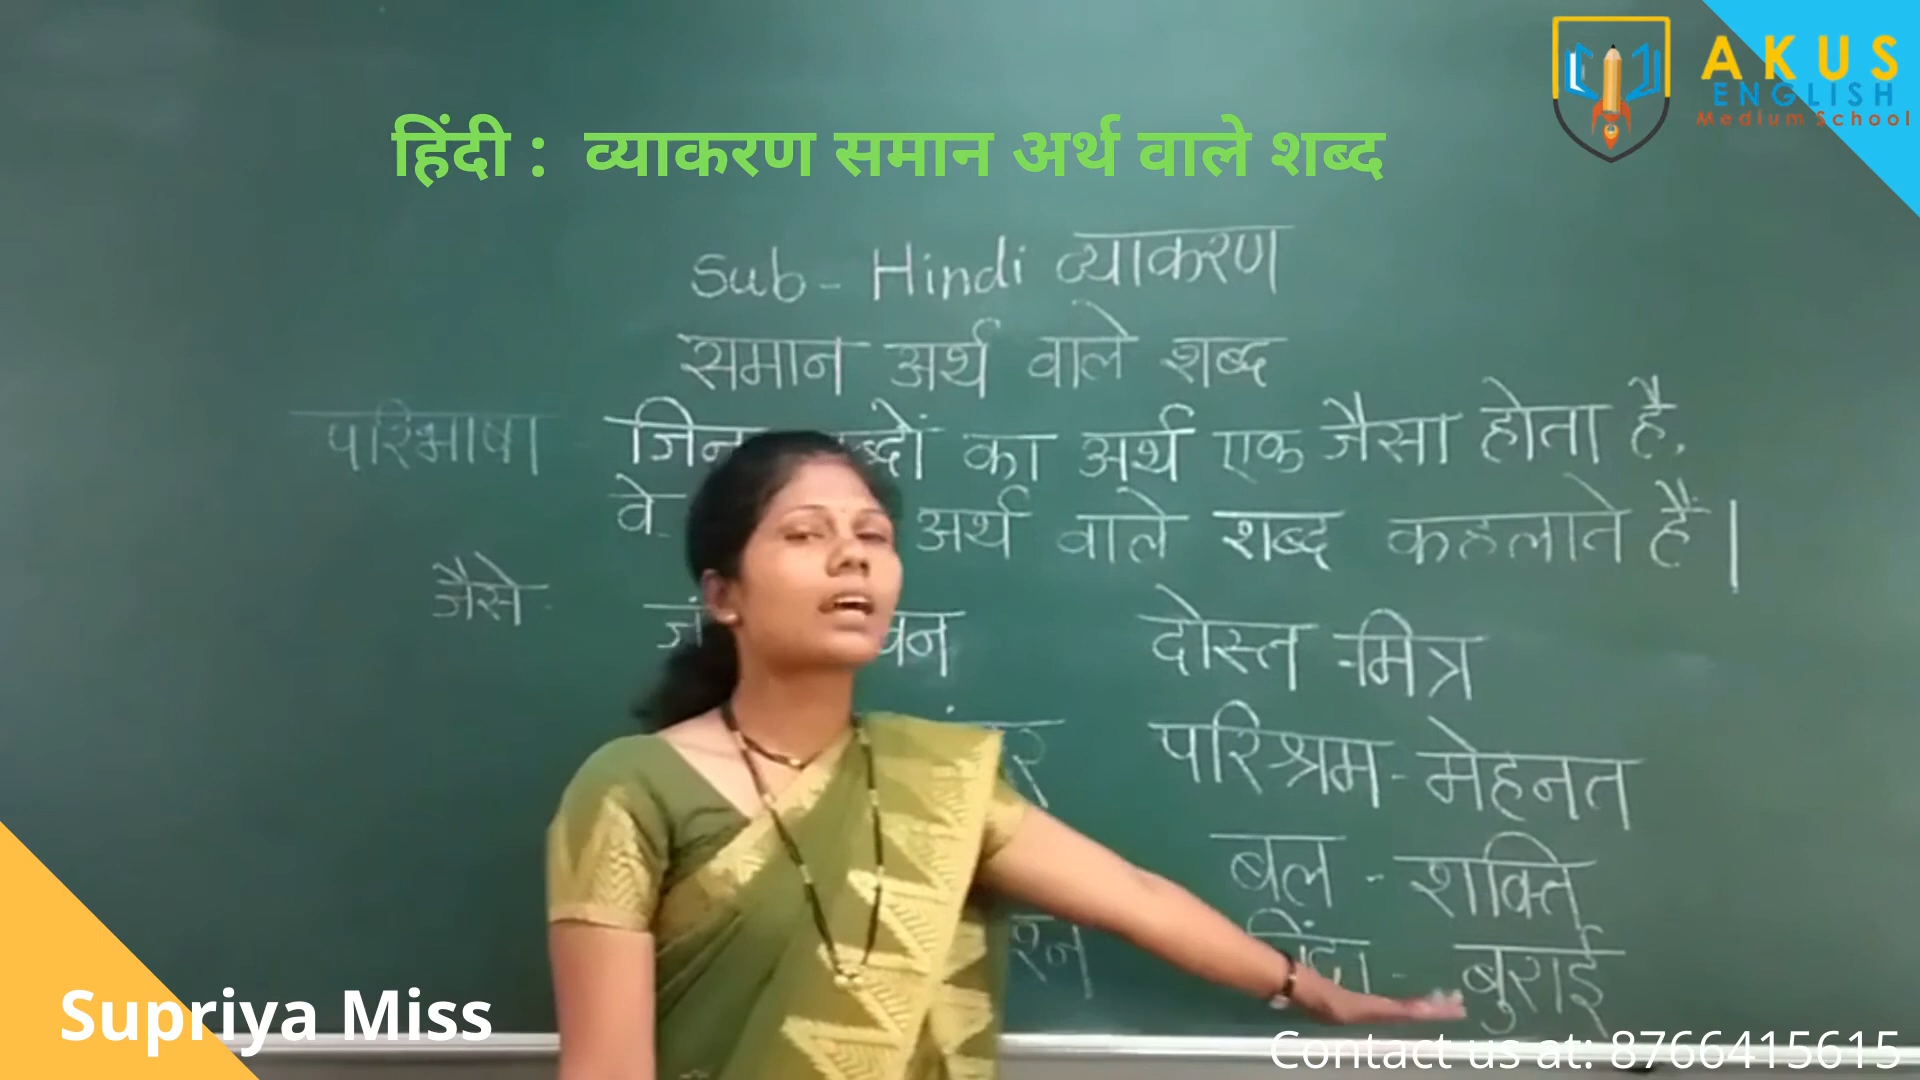 AKUS
ENGLISH
Medium School
हिंदी : व्याकरण समान अर्थ वाले शब्द
Sub - Hindi व्याकरण
समान अर्थ वाले शब्द
परिभाषा जिन का अर्थ एक जैसा होता है,
वे अर्थ वाले शब्द कहलाते हैं |
जैसे - वन दोस्त - मित्र
परिश्रम - मेहनत
बल - शक्ति
- बुराई
Supriya Miss
Contact us at: 8766415615